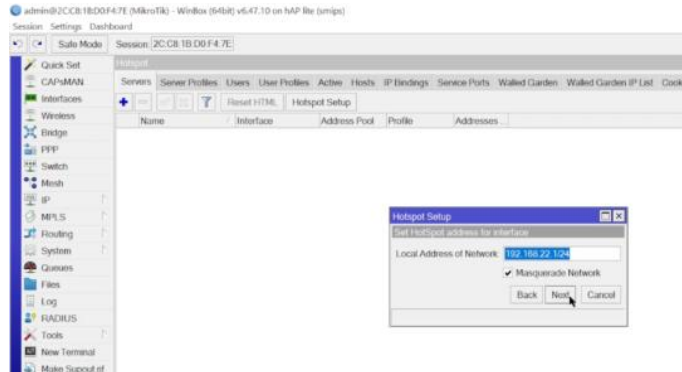 admin@2CC8:1B:D0:F4:7E (MikroTik) - WinBox (64bit) v6.47.10 on hAP lite (smips)
Session Settings Dashboard
Safe Mode Session: 2C:C8:1B:D0:F4:7E
Quick Set
CAPsMAN
Interfaces
Wireless
Bridge
PPP
Switch
Mesh
IP
MPLS
Routing
System
Queues
Files
Log
RADIUS
Tools
New Terminal
Make Supout.rif
Hotspot
Servers Server Profiles Users User Profiles Active Hosts IP Bindings Service Ports Walled Garden Walled Garden IP List Cook
Reset HTML Hotspot Setup
Name Interface Address Pool Profile Addresses ...
Hotspot Setup
Set HotSpot address for interface
Local Address of Network: 192.168.22.1/24
Masquerade Network
Back Next Cancel